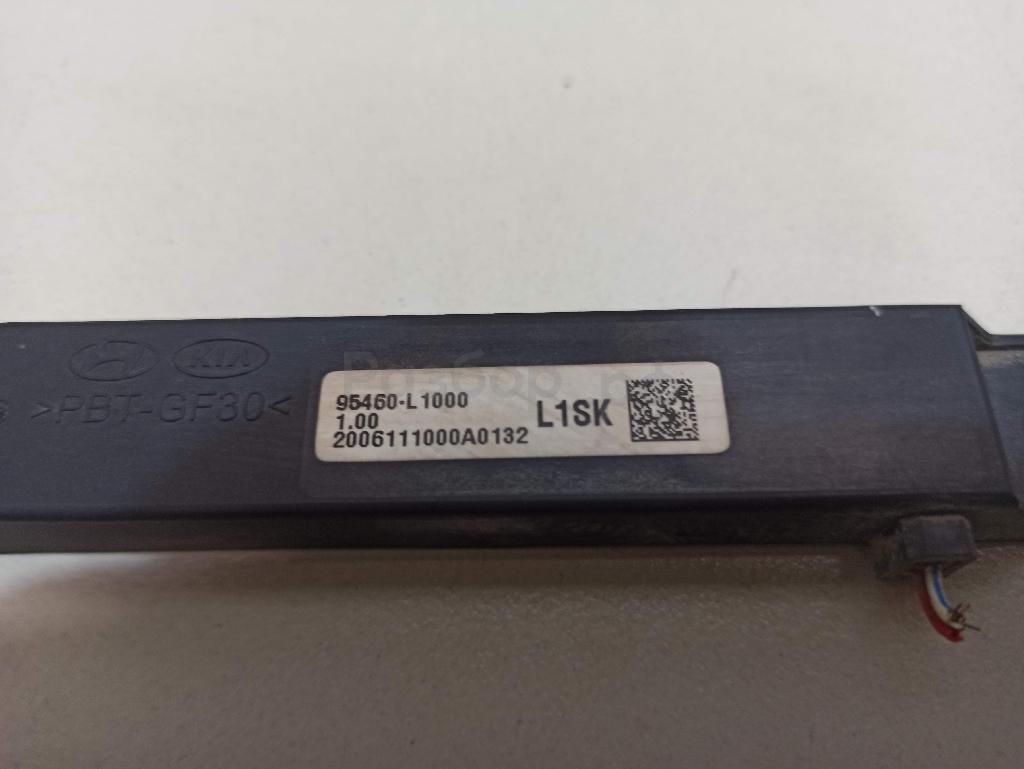 KIA
>PBT-GF30<
95460-L1000
1.00
2006111000A0132
L1SK